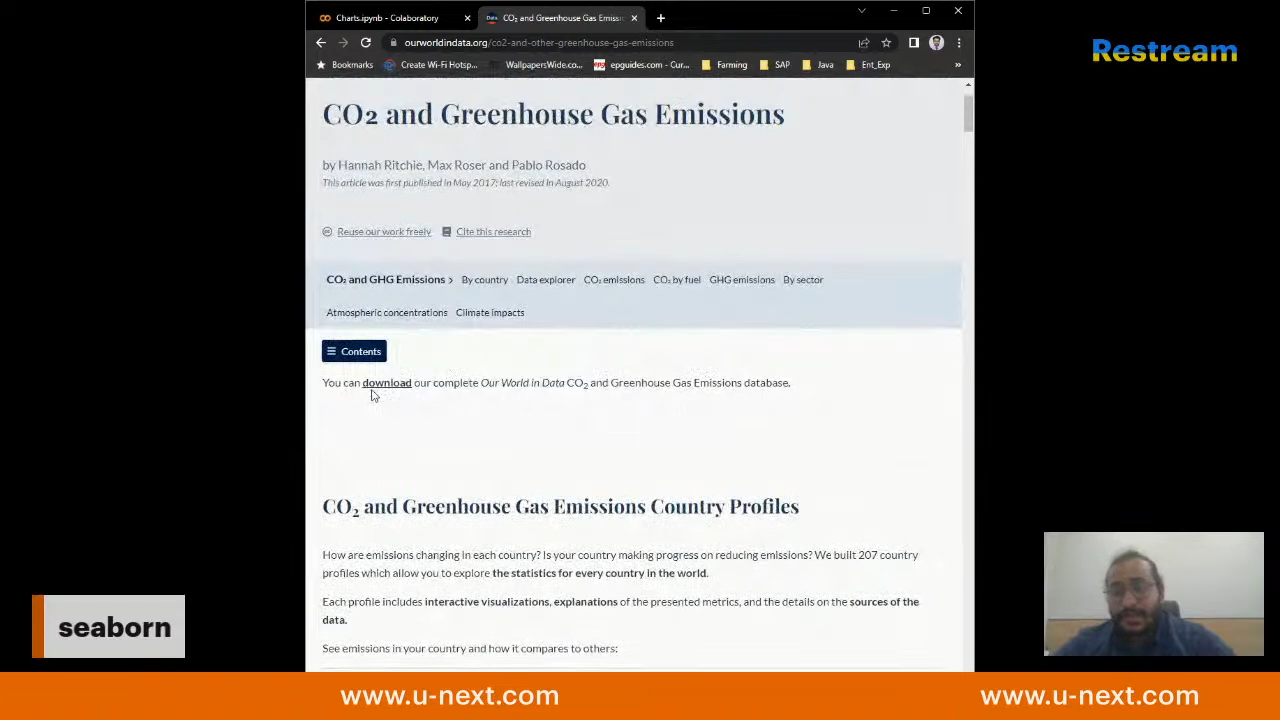 Charts.ipynb - Colaboratory
CO₂ and Greenhouse Gas Emissi
Restream
ourworldindata.org/co2-and-other-greenhouse-gas-emissions
Bookmarks
Create Wi-Fi Hotsp...
WallpapersWide.co...
epguides.com - Cur...
Farming
SAP
Java
Ent_Exp
»
CO2 and Greenhouse Gas Emissions
by Hannah Ritchie, Max Roser and Pablo Rosado
This article was first published in May 2017; last revised in August 2020.
Reuse our work freely Cite this research
CO₂ and GHG Emissions › By country Data explorer CO₂ emissions CO₂ by fuel GHG emissions By sector
Atmospheric concentrations Climate impacts
Contents
You can download our complete Our World in Data CO₂ and Greenhouse Gas Emissions database.
CO₂ and Greenhouse Gas Emissions Country Profiles
How are emissions changing in each country? Is your country making progress on reducing emissions? We built 207 country
profiles which allow you to explore the statistics for every country in the world.
Each profile includes interactive visualizations, explanations of the presented metrics, and the details on the sources of the
data.
See emissions in your country and how it compares to others:
seaborn
www.u-next.com
www.u-next.com